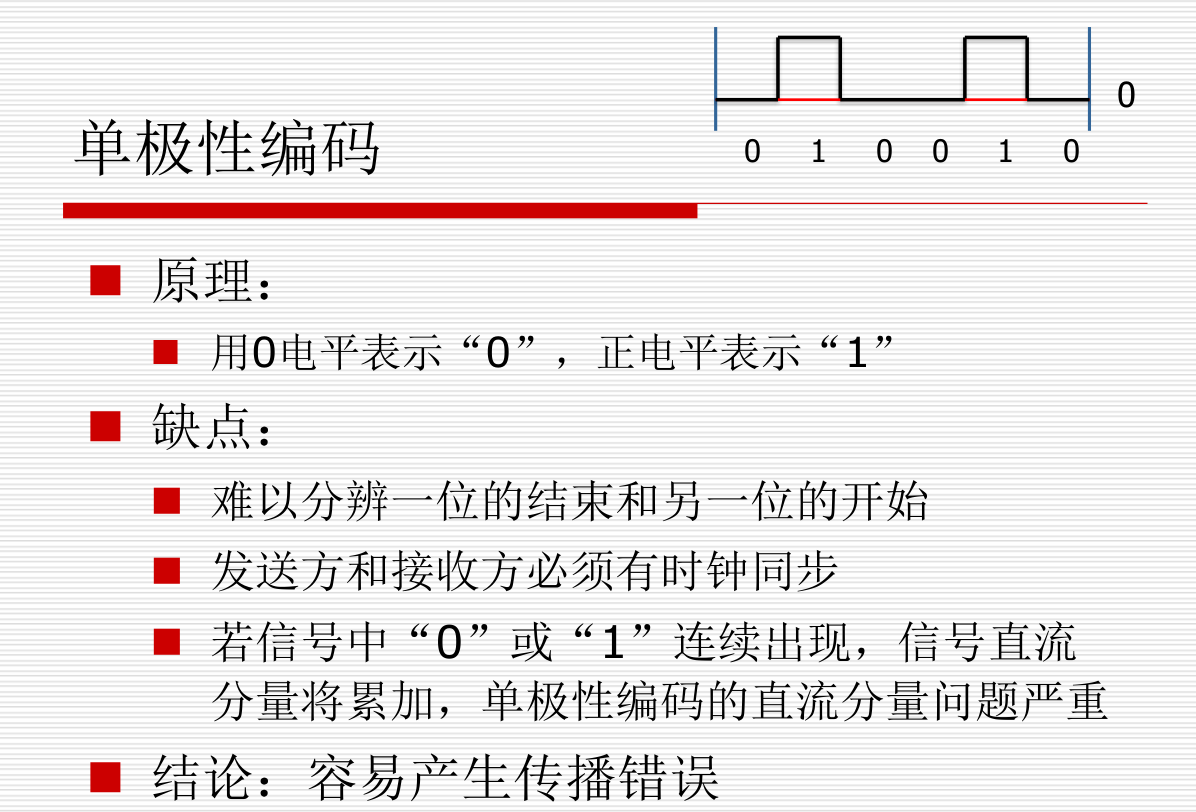 0
0 1 0 0 1 0
单极性编码
原理：
用0电平表示“0”，正电平表示“1”
缺点：
难以分辨一位的结束和另一位的开始
发送方和接收方必须有时钟同步
若信号中“0”或“1”连续出现，信号直流
分量将累加，单极性编码的直流分量问题严重
结论：容易产生传播错误